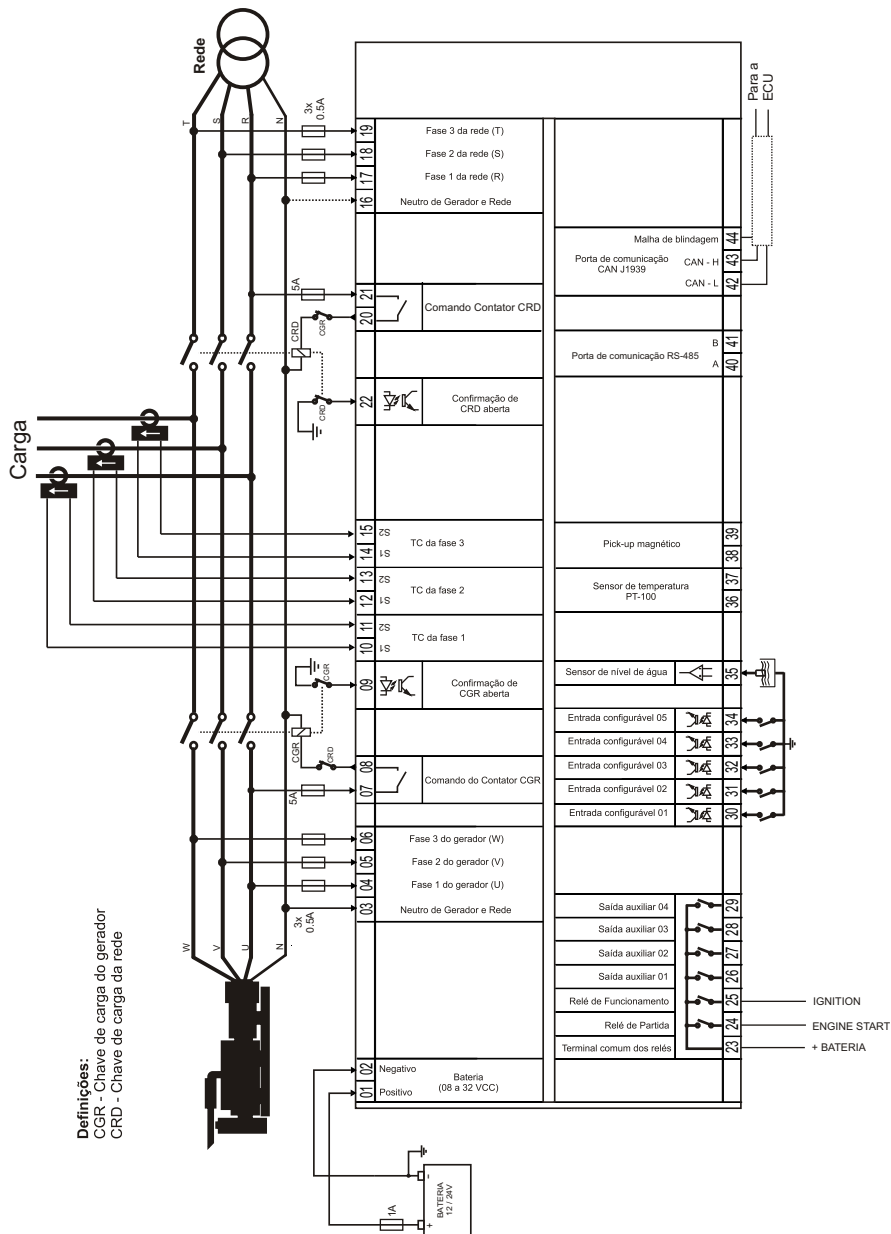 Rede
T
S
R
N
3x
0.5A
19
Fase 3 da rede (T)
18
Fase 2 da rede (S)
17
Fase 1 da rede (R)
16
Neutro de Gerador e Rede
Para a
ECU
44
Malha de blindagem
43
CAN - H
Porta de comunicação
CAN J1939
42
CAN - L
5A
21
20
Comando Contator CRD
CGR
CRD
B
41
A
40
Porta de comunicação RS-485
22
Confirmação de
CRD aberta
CRD
Carga
15
S2
TC da fase 3
14
S1
13
S2
TC da fase 2
12
S1
11
S2
TC da fase 1
10
S1
Pick-up magnético
39
38
Sensor de temperatura
PT-100
37
36
CGR
09
Confirmação de
CGR aberta
Sensor de nível de água
35
Entrada configurável 05
34
Entrada configurável 04
33
Entrada configurável 03
32
Entrada configurável 02
31
Entrada configurável 01
30
CGR
CRD
08
07
Comando do Contator CGR
5A
06
Fase 3 do gerador (W)
05
Fase 2 do gerador (V)
04
Fase 1 do gerador (U)
03
Neutro de Gerador e Rede
3x
0.5A
W
V
U
N
Saída auxiliar 04
29
Saída auxiliar 03
28
Saída auxiliar 02
27
Saída auxiliar 01
26
Relé de Funcionamento
25
IGNITION
Relé de Partida
24
ENGINE START
Terminal comum dos relés
23
+ BATERIA
Definições:
CGR - Chave de carga do gerador
CRD - Chave de carga da rede
02
Negativo
Bateria
(08 a 32 VCC)
01
Positivo
1A
BATERIA
12 / 24V
-
+